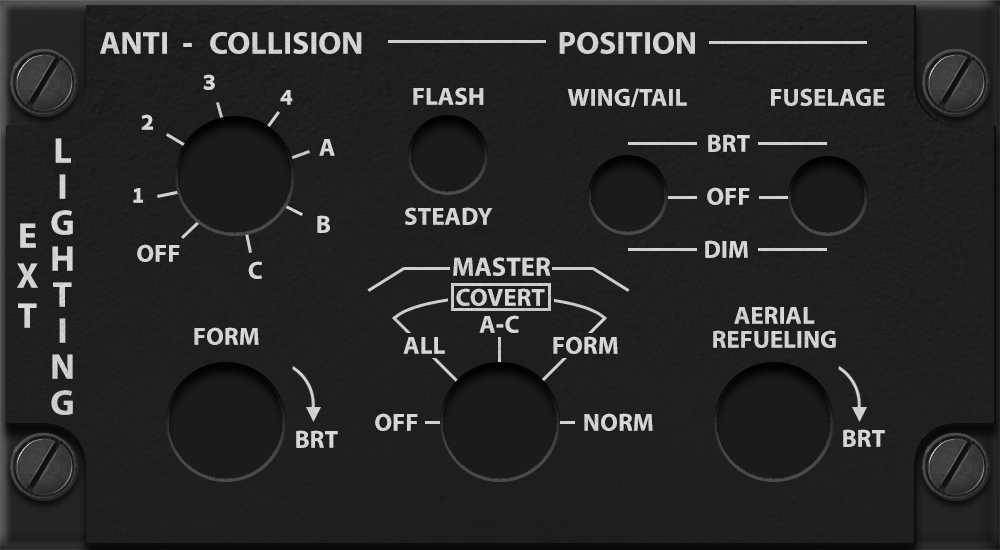 ANTI - COLLISION
POSITION
3
4
2
A
1
B
OFF
C
FLASH
STEADY
WING/TAIL
FUSELAGE
BRT
OFF
DIM
EXT
LIGHTING
MASTER
COVERT
A-C
ALL
FORM
OFF
NORM
FORM
BRT
AERIAL
REFUELING
BRT